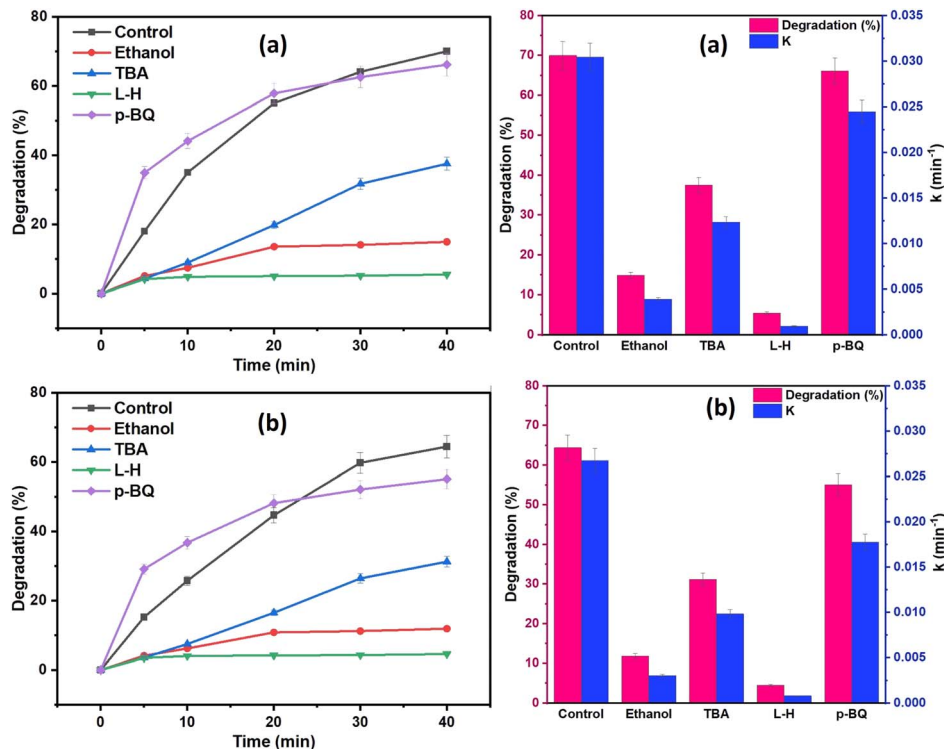 80
60
40
20
0
Degradation (%)
Control
Ethanol
TBA
L-H
p-BQ
(a)
0 10 20 30 40
Time (min)
80
70
60
50
40
30
20
10
0
Degradation (%)
Degradation (%)
K
(a)
0.035
0.030
0.025
0.020
0.015
0.010
0.005
0.000
k (min-1)
Control Ethanol TBA L-H p-BQ
80
60
40
20
0
Degradation (%)
Control
Ethanol
TBA
L-H
p-BQ
(b)
0 10 20 30 40
Time (min)
80
70
60
50
40
30
20
10
0
Degradation (%)
Degradation (%)
K
(b)
0.035
0.030
0.025
0.020
0.015
0.010
0.005
0.000
k (min-1)
Control Ethanol TBA L-H p-BQ